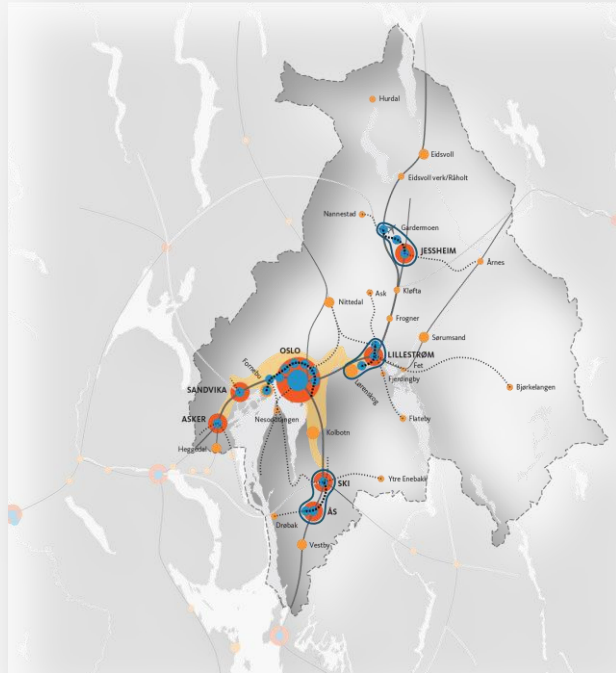 Hurdal
Eidsvoll
Eidsvoll verk/Råholt
Nannestad
Gardermoen
JESSHEIM
Årnes
Ask
Kløfta
Nittedal
Frogner
Sørumsand
OSLO
LILLESTRØM
Fornebu
Fet
SANDVIKA
Fjerdingby
Lørenskog
Bjørkelangen
Nesoddtangen
ASKER
Flateby
Kolbotn
Heggedal
Ytre Enebakk
SKI
ÅS
Drøbak
Vestby